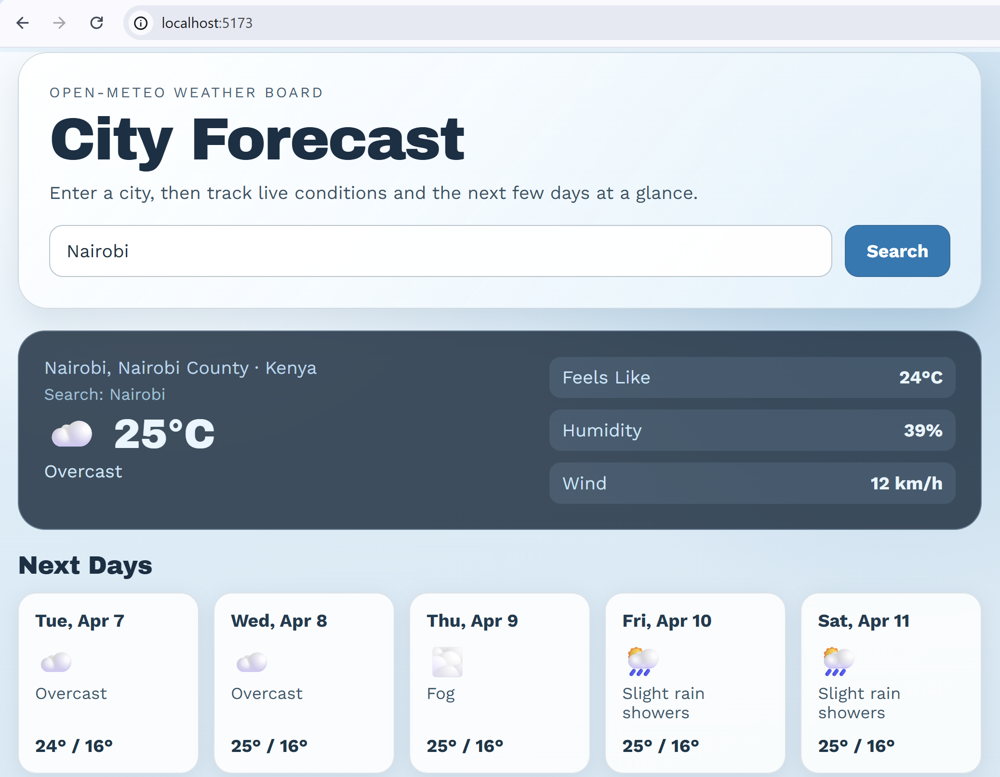 localhost:5173
OPEN-METEO WEATHER BOARD
City Forecast
Enter a city, then track live conditions and the next few days at a glance.
Nairobi
Search
Nairobi, Nairobi County · Kenya
Search: Nairobi
25°C
Overcast
Feels Like 24°C
Humidity 39%
Wind 12 km/h
Next Days
Tue, Apr 7
Overcast
24° / 16°
Wed, Apr 8
Overcast
25° / 16°
Thu, Apr 9
Fog
25° / 16°
Fri, Apr 10
Slight rain
showers
25° / 16°
Sat, Apr 11
Slight rain
showers
25° / 16°